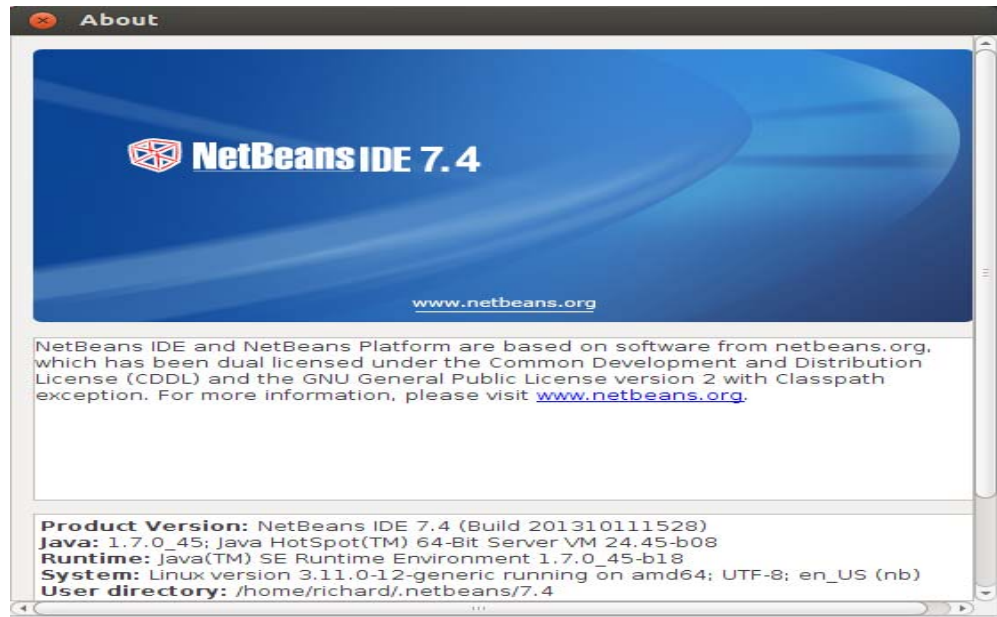 About
NetBeans IDE 7.4
www.netbeans.org
NetBeans IDE and NetBeans Platform are based on software from netbeans.org,
which has been dual licensed under the Common Development and Distribution
License (CDDL) and the GNU General Public License version 2 with Classpath
exception. For more information, please visit www.netbeans.org.
Product Version: NetBeans IDE 7.4 (Build 201310111528)
Java: 1.7.0_45; Java HotSpot(TM) 64-Bit Server VM 24.45-b08
Runtime: Java(TM) SE Runtime Environment 1.7.0_45-b18
System: Linux version 3.11.0-12-generic running on amd64; UTF-8; en_US (nb)
User directory: /home/richard/.netbeans/7.4